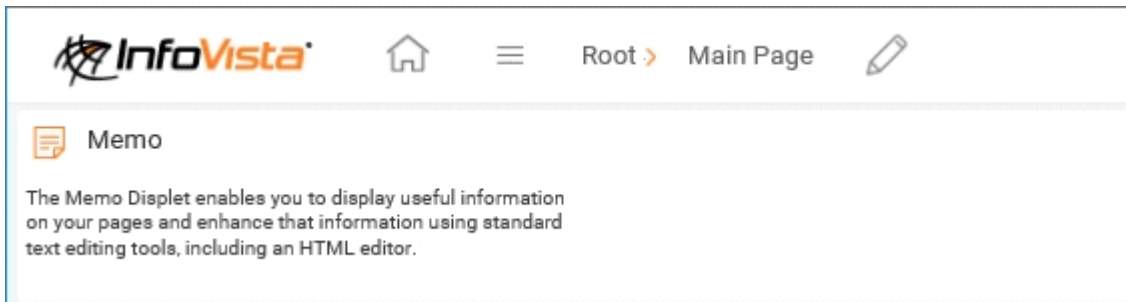 InfoVista
Root > Main Page
Memo
The Memo Displet enables you to display useful information
on your pages and enhance that information using standard
text editing tools, including an HTML editor.